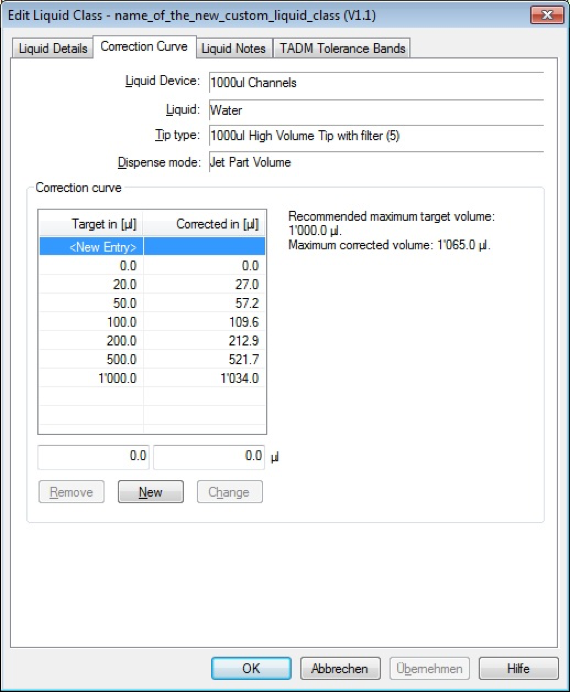 Edit Liquid Class - name_of_the_new_custom_liquid_class (V1.1)
Liquid Details Correction Curve Liquid Notes TADM Tolerance Bands
Liquid Device: 1000ul Channels
Liquid: Water
Tip type: 1000ul High Volume Tip with filter (5)
Dispense mode: Jet Part Volume
Correction curve
Target in [µl] Corrected in [µl]
<New Entry>
0.0 0.0
20.0 27.0
50.0 57.2
100.0 109.6
200.0 212.9
500.0 521.7
1'000.0 1'034.0
Recommended maximum target volume:
1'000.0 µl.
Maximum corrected volume: 1'065.0 µl.
0.0 0.0 µl
Remove New Change
OK Abbrechen Übernehmen Hilfe